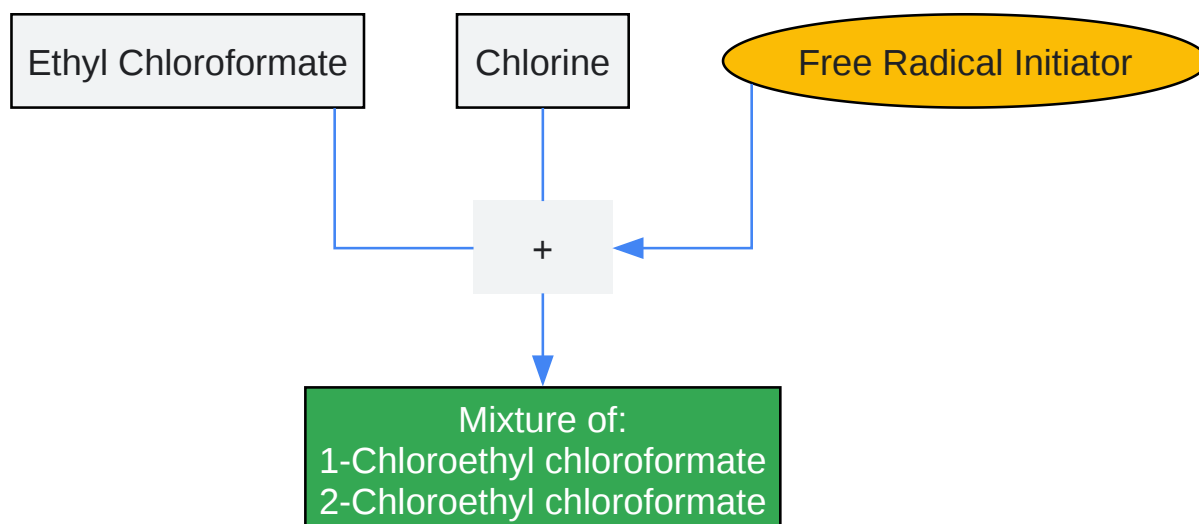 Ethyl Chloroformate
Chlorine
Free Radical Initiator
+
Mixture of:
1-Chloroethyl chloroformate
2-Chloroethyl chloroformate